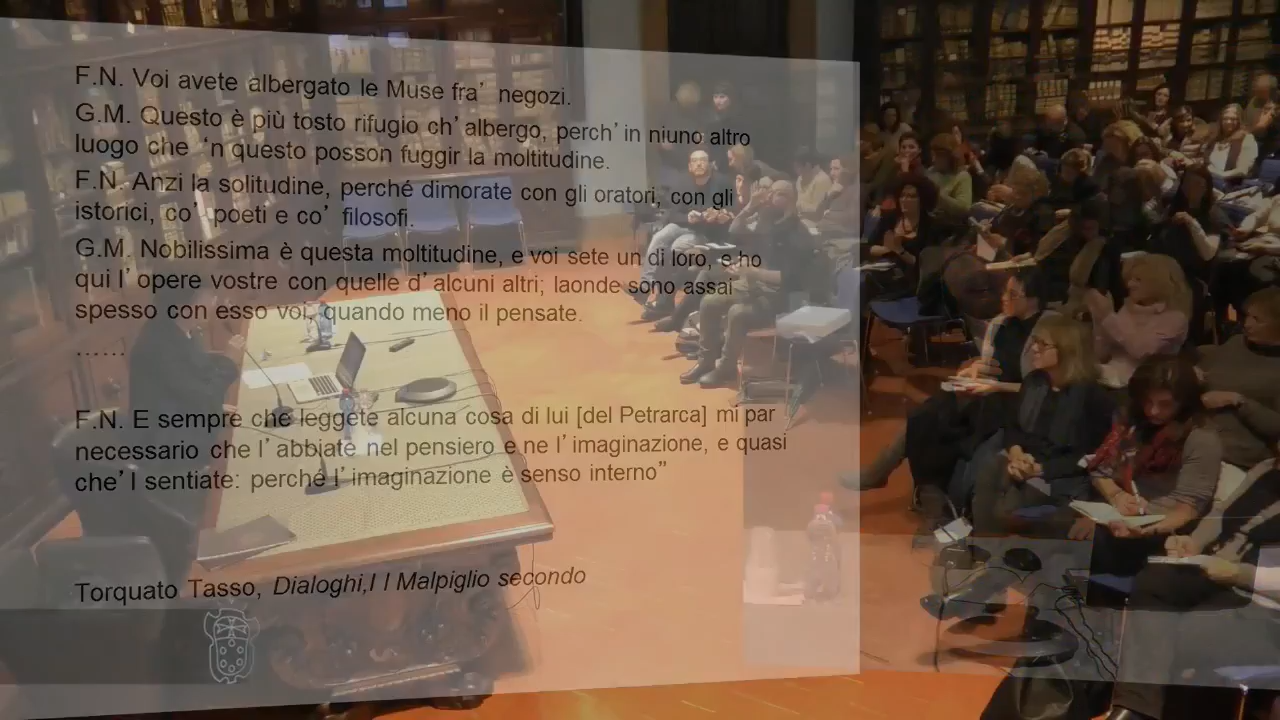 F.N. Voi avete albergato le Muse fra’ negozi.
G.M. Questo è più tosto rifugio ch’albergo, perch’in niuno altro
luogo che ‘n questo posson fuggir la moltitudine.
F.N. Anzi la solitudine, perché dimorate con gli oratori, con gli
istorici, co’ poeti e co’ filosofi.
G.M. Nobilissima è questa moltitudine, e voi sete un di loro, e ho
qui l’opere vostre con quelle d’alcuni altri; laonde sono assai
spesso con esso voi, quando meno il pensate.
……
F.N. E sempre che leggete alcuna cosa di lui [del Petrarca] mi par
necessario che l’abbiate nel pensiero e ne l’imaginazione, e quasi
che’l sentiate: perché l’imaginazione è senso interno”
Torquato Tasso, Dialoghi,I l Malpiglio secondo